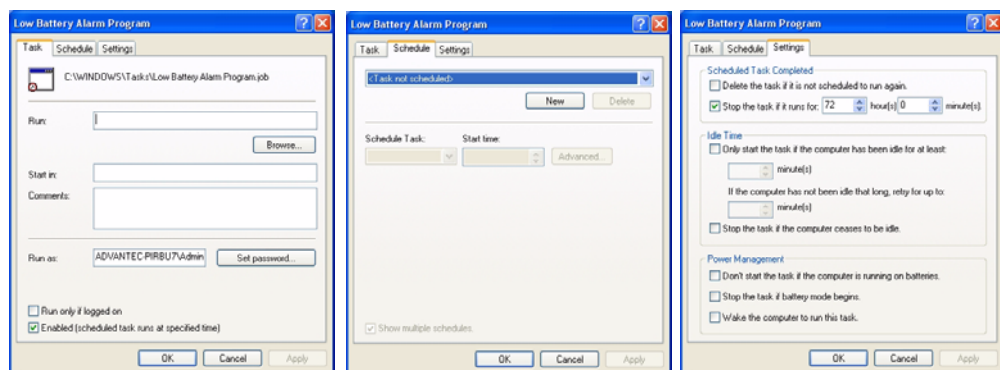 Low Battery Alarm Program
Task Schedule Settings
C:\WINDOWS\Tasks\Low Battery Alarm Program.job
Run:
Browse...
Start in:
Comments:
Run as: ADVANTEC-PIRBU7\Admin Set password...
Run only if logged on
Enabled (scheduled task runs at specified time)
OK Cancel Apply
Low Battery Alarm Program
Task Schedule Settings
<Task not scheduled>
New Delete
Schedule Task: Start time:
Advanced...
Show multiple schedules.
OK Cancel Apply
Low Battery Alarm Program
Task Schedule Settings
Scheduled Task Completed
Delete the task if it is not scheduled to run again.
Stop the task if it runs for: 72 hour(s) 0 minute(s).
Idle Time
Only start the task if the computer has been idle for at least:
minute(s)
If the computer has not been idle that long, retry for up to:
minute(s)
Stop the task if the computer ceases to be idle.
Power Management
Don't start the task if the computer is running on batteries.
Stop the task if battery mode begins.
Wake the computer to run this task.
OK Cancel Apply